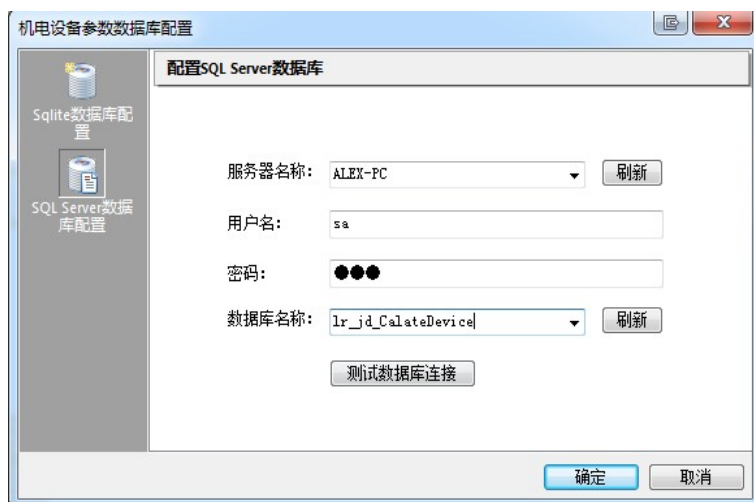 机电设备参数数据库配置
Sqlite数据库配
置
SQL Server数据
库配置
配置SQL Server数据库
服务器名称: ALEX-PC 刷新
用户名: sa
密码: ●●●
数据库名称: lr_jd_CalateDevice 刷新
测试数据库连接
确定 取消